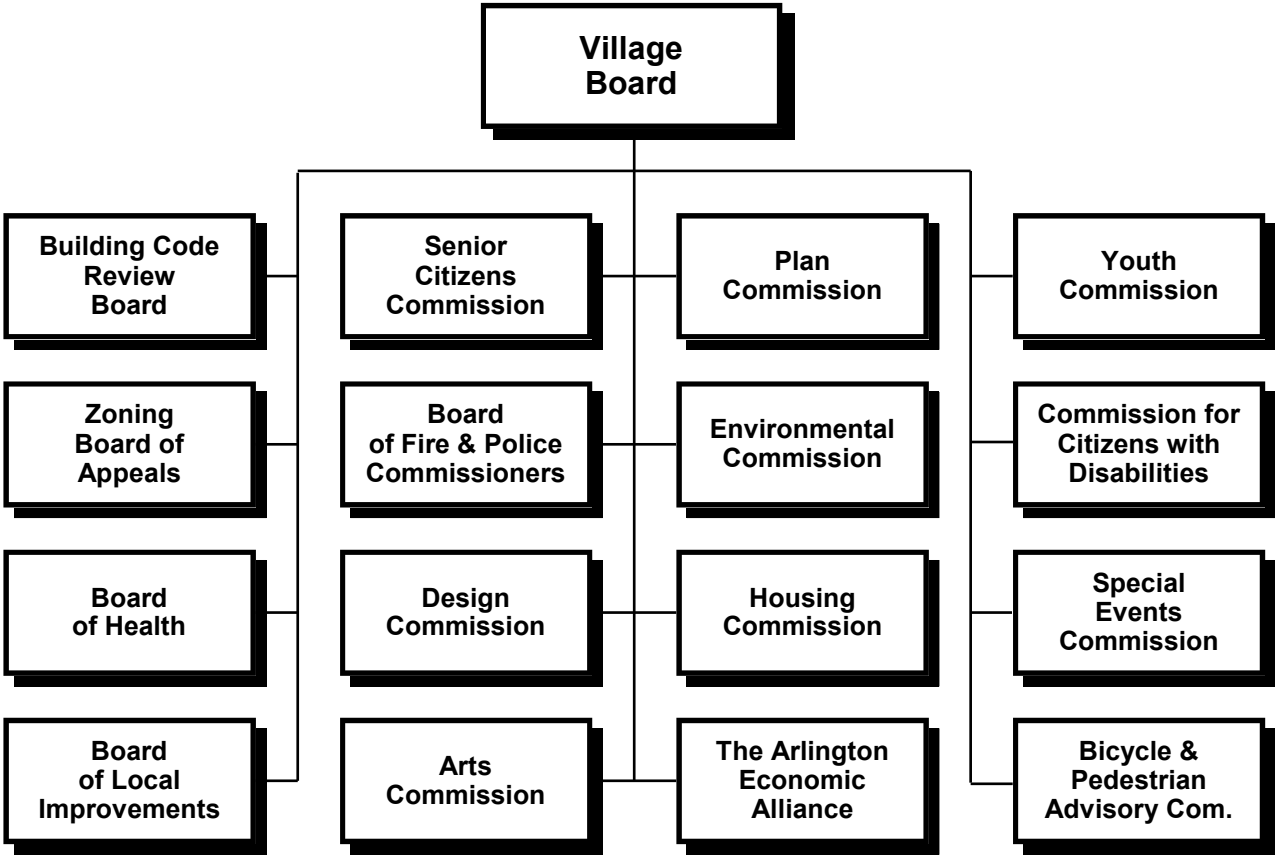 Village
Board
Building Code
Review
Board
Senior
Citizens
Commission
Plan
Commission
Youth
Commission
Zoning
Board of
Appeals
Board
of Fire & Police
Commissioners
Environmental
Commission
Commission for
Citizens with
Disabilities
Board
of Health
Design
Commission
Housing
Commission
Special
Events
Commission
Board
of Local
Improvements
Arts
Commission
The Arlington
Economic
Alliance
Bicycle &
Pedestrian
Advisory Com.